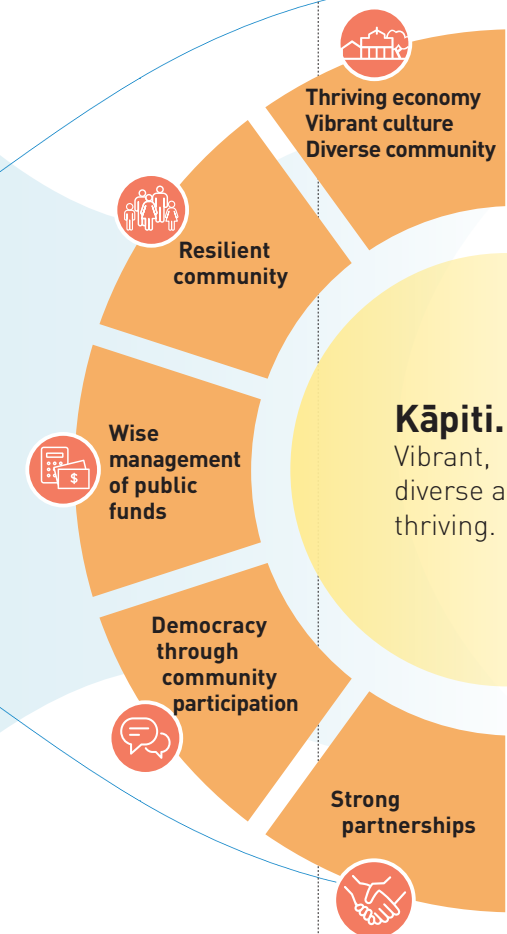 Thriving economy
Vibrant culture
Diverse community
Resilient
community
Wise
management
of public
funds
$
Kāpiti.
Vibrant,
diverse a
thriving.
Democracy
through
community
participation
Strong
partnerships